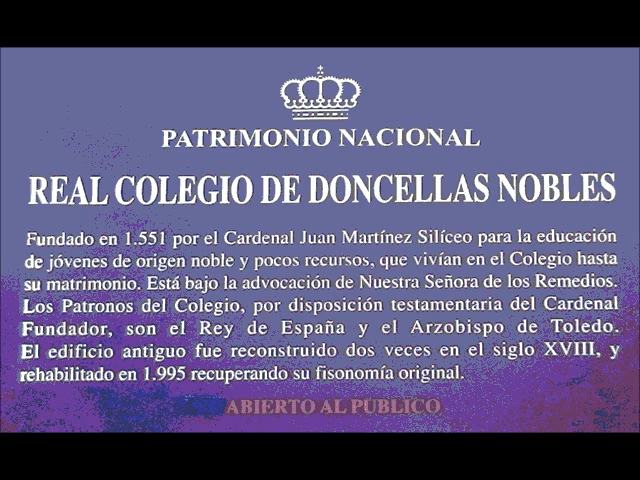 PATRIMONIO NACIONAL
REAL COLEGIO DE DONCELLAS NOBLES
Fundado en 1.551 por el Cardenal Juan Martínez Silíceo para la educación
de jóvenes de origen noble y pocos recursos, que vivían en el Colegio hasta
su matrimonio. Está bajo la advocación de Nuestra Señora de los Remedios.
Los Patronos del Colegio, por disposición testamentaria del Cardenal
Fundador, son el Rey de España y el Arzobispo de Toledo.
El edificio antiguo fue reconstruido dos veces en el siglo XVIII, y
rehabilitado en 1.995 recuperando su fisonomía original.
ABIERTO AL PUBLICO